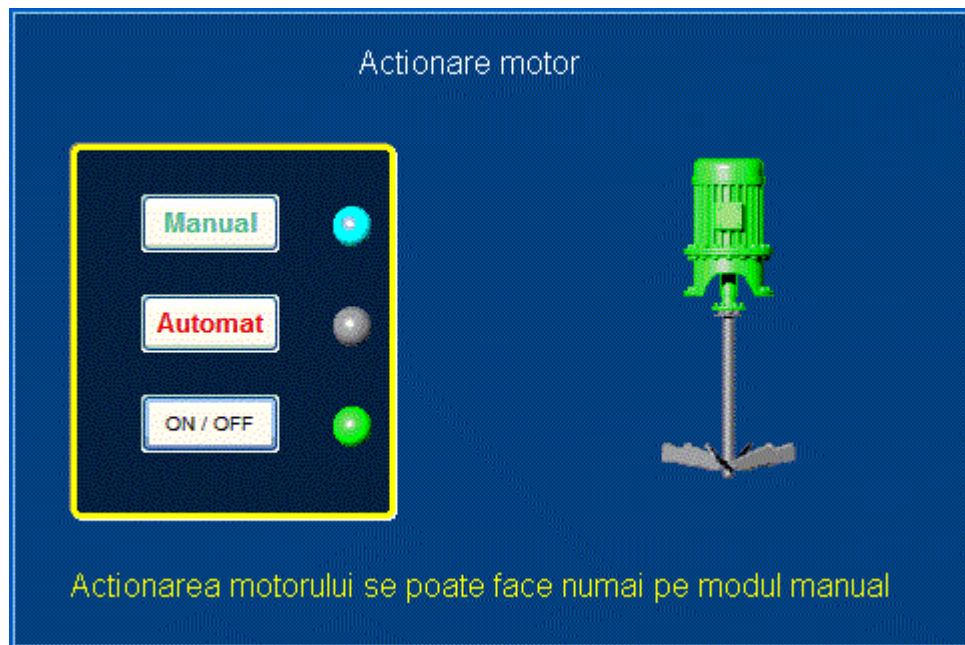 Actionare motor
Manual
Automat
ON / OFF
Actionarea motorului se poate face numai pe modul manual